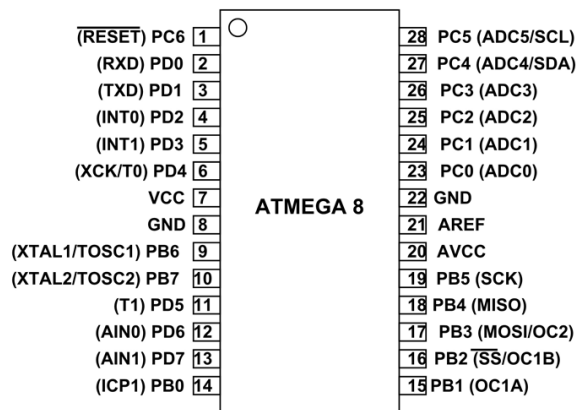 (RESET) PC6 1
(RXD) PD0 2
(TXD) PD1 3
(INT0) PD2 4
(INT1) PD3 5
(XCK/T0) PD4 6
VCC 7
GND 8
(XTAL1/TOSC1) PB6 9
(XTAL2/TOSC2) PB7 10
(T1) PD5 11
(AIN0) PD6 12
(AIN1) PD7 13
(ICP1) PB0 14
ATMEGA 8
28 PC5 (ADC5/SCL)
27 PC4 (ADC4/SDA)
26 PC3 (ADC3)
25 PC2 (ADC2)
24 PC1 (ADC1)
23 PC0 (ADC0)
22 GND
21 AREF
20 AVCC
19 PB5 (SCK)
18 PB4 (MISO)
17 PB3 (MOSI/OC2)
16 PB2 (SS/OC1B)
15 PB1 (OC1A)